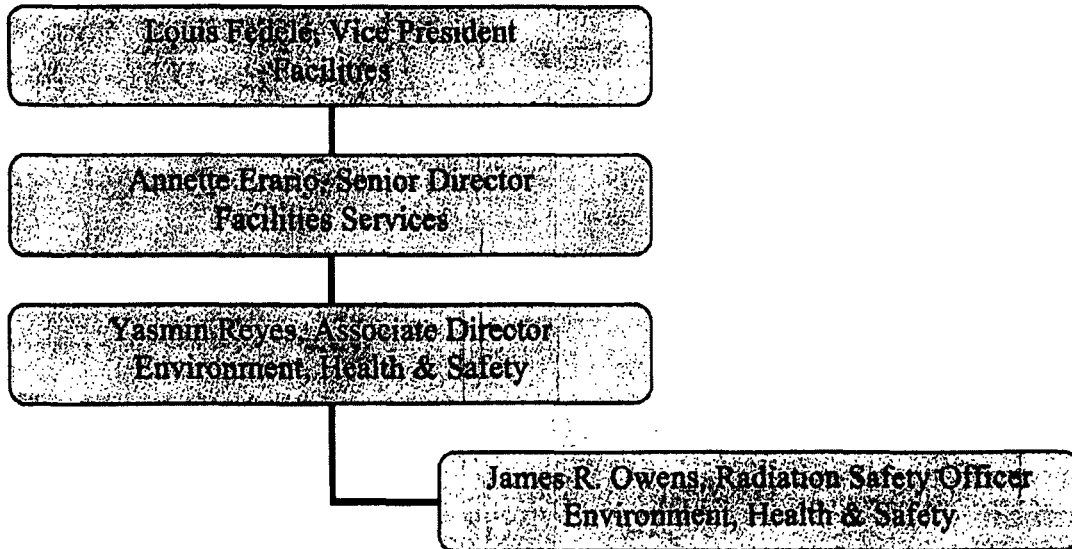 Louis Fedele, Vice President
Facilities
Annette Erario, Senior Director
Facilities Services
Yasmin Reyes, Associate Director
Environment, Health & Safety
James R. Owens, Radiation Safety Officer
Environment, Health & Safety